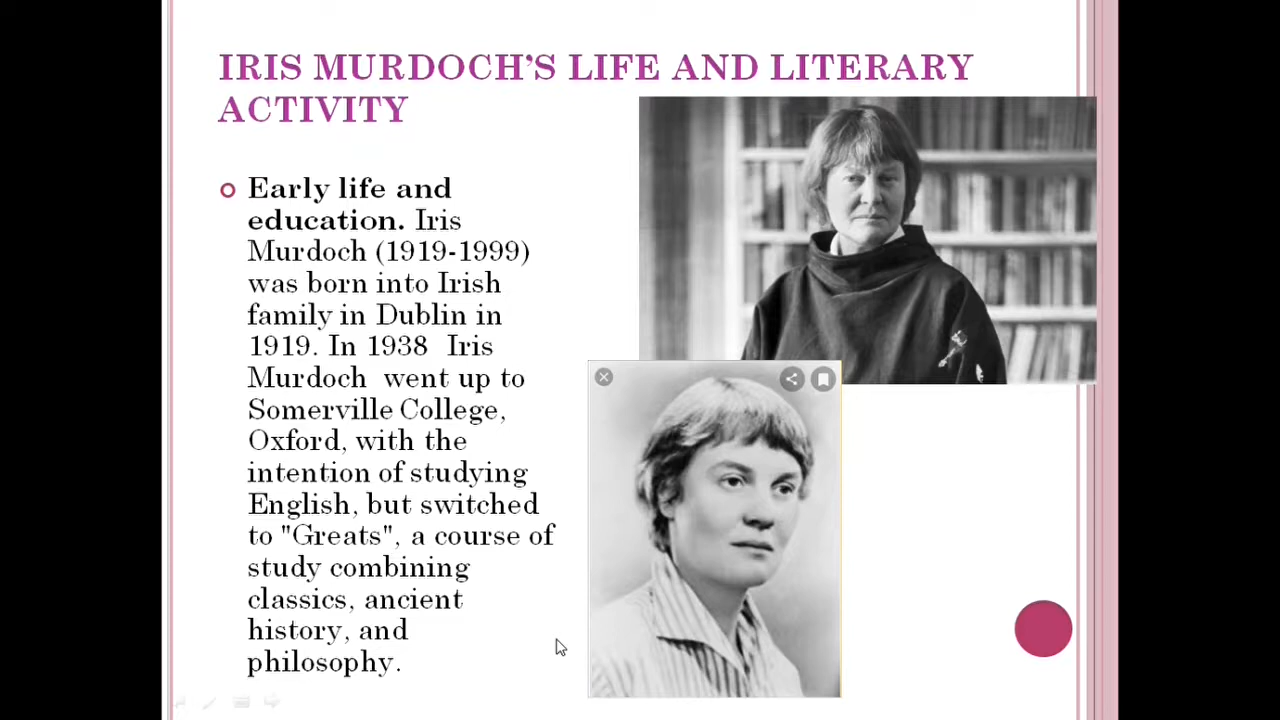 IRIS MURDOCH'S LIFE AND LITERARY
ACTIVITY
Early life and
education. Iris
Murdoch (1919-1999)
was born into Irish
family in Dublin in
1919. In 1938 Iris
Murdoch went up to
Somerville College,
Oxford, with the
intention of studying
English, but switched
to "Greats", a course of
study combining
classics, ancient
history, and
philosophy.